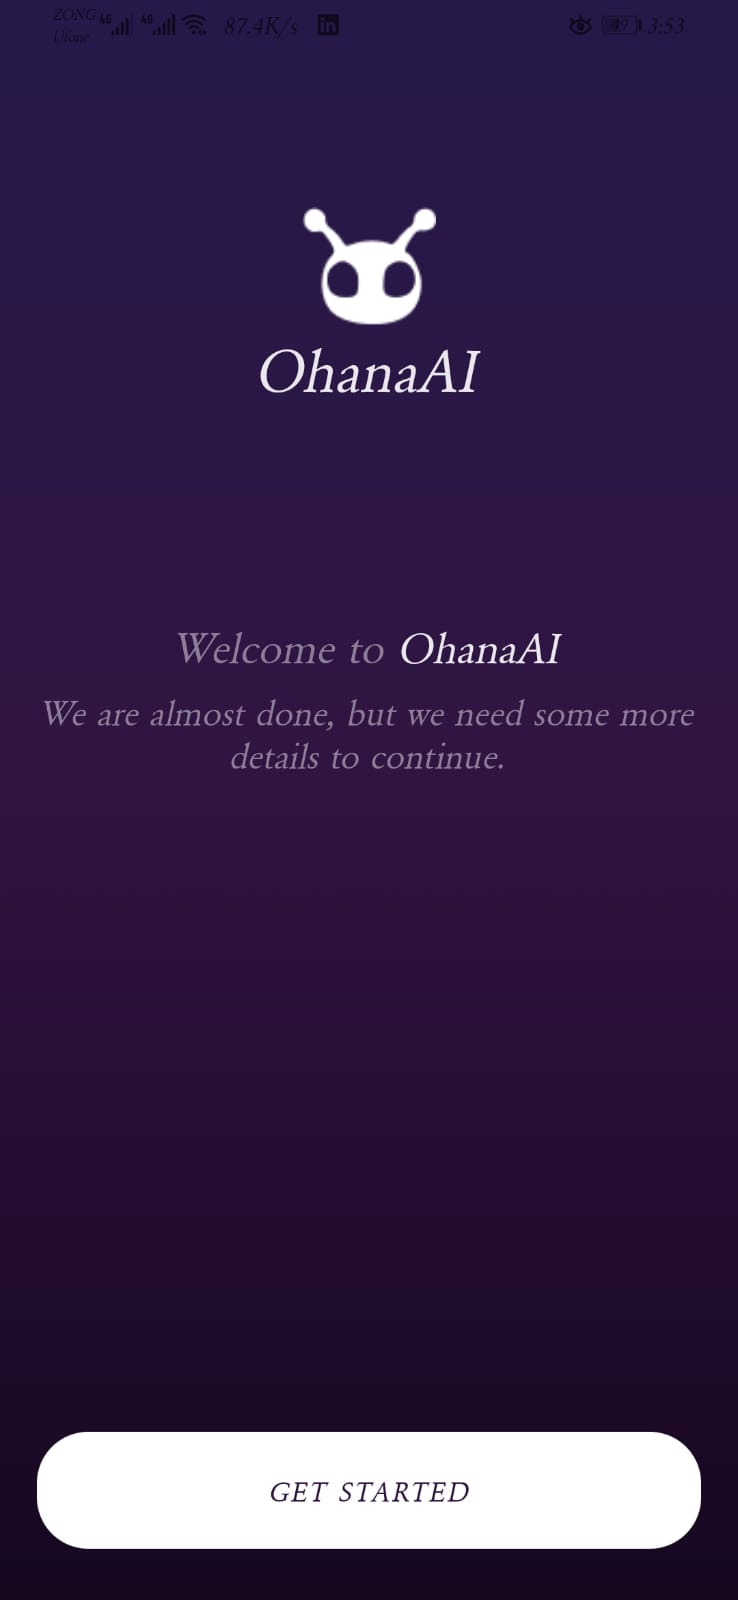 ZONG 4G 4G 87.4K/s in 9 3:53
Ufone
OhanaAI
Welcome to OhanaAI
We are almost done, but we need some more
details to continue.
GET STARTED